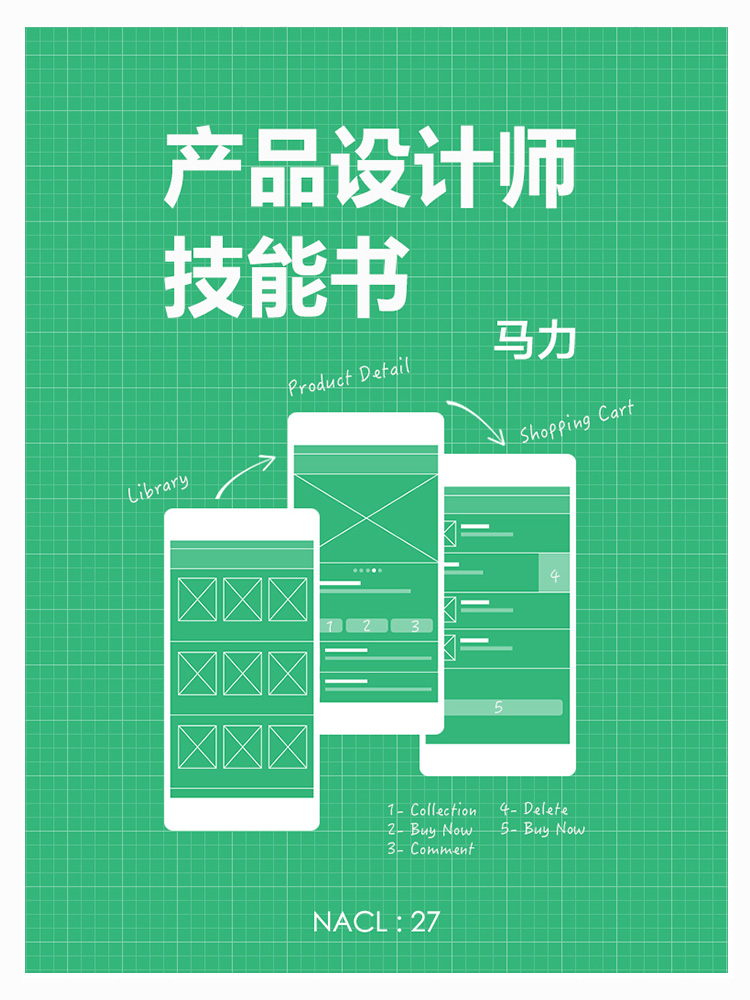 产品设计师
技能书
马力
Product Detail
Shopping Cart
Library
4
1 2 3
5
1- Collection
2- Buy Now
3- Comment
4- Delete
5- Buy Now
NACL : 27